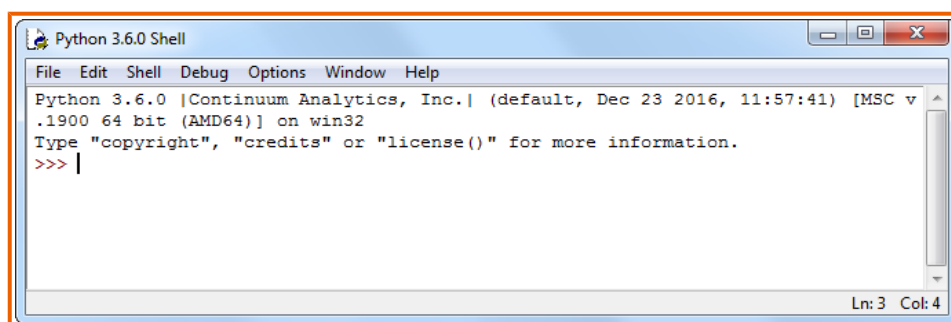 Python 3.6.0 Shell
File Edit Shell Debug Options Window Help
Python 3.6.0 |Continuum Analytics, Inc.| (default, Dec 23 2016, 11:57:41) [MSC v
.1900 64 bit (AMD64)] on win32
Type "copyright", "credits" or "license()" for more information.
>>>
Ln: 3 Col: 4